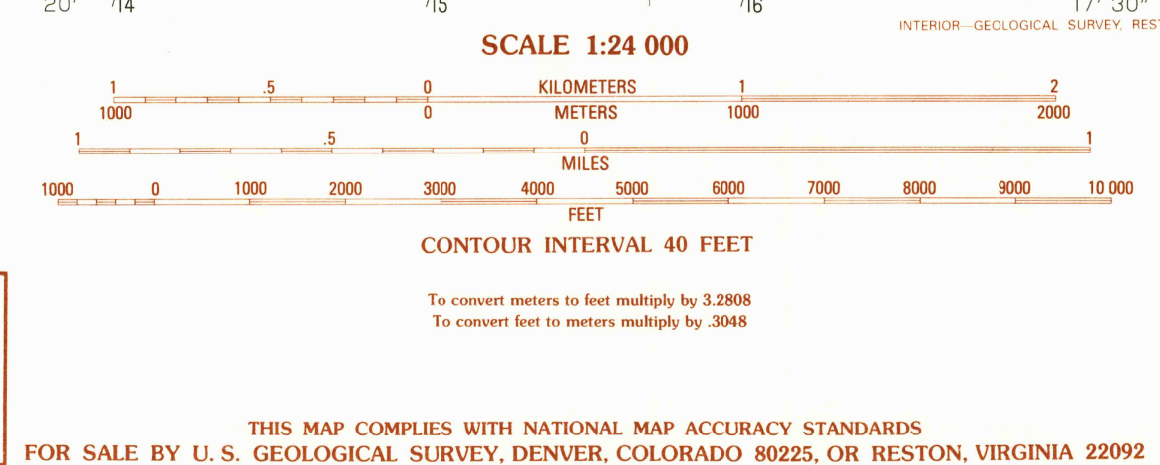 20' '14 '15 '16 17' 30"
INTERIOR—GEOLOGICAL SURVEY,
SCALE 1:24 000
1 .5 0 KILOMETERS 1 2
1000 0 METERS 1000 2000
1 .5 0 1
MILES
1000 0 1000 2000 3000 4000 5000 6000 7000 8000 9000 10 000
FEET
CONTOUR INTERVAL 40 FEET
To convert meters to feet multiply by 3.2808
To convert feet to meters multiply by .3048
THIS MAP COMPLIES WITH NATIONAL MAP ACCURACY STANDARDS
FOR SALE BY U. S. GEOLOGICAL SURVEY, DENVER, COLORADO 80225, OR RESTON, VIRGINIA 22092